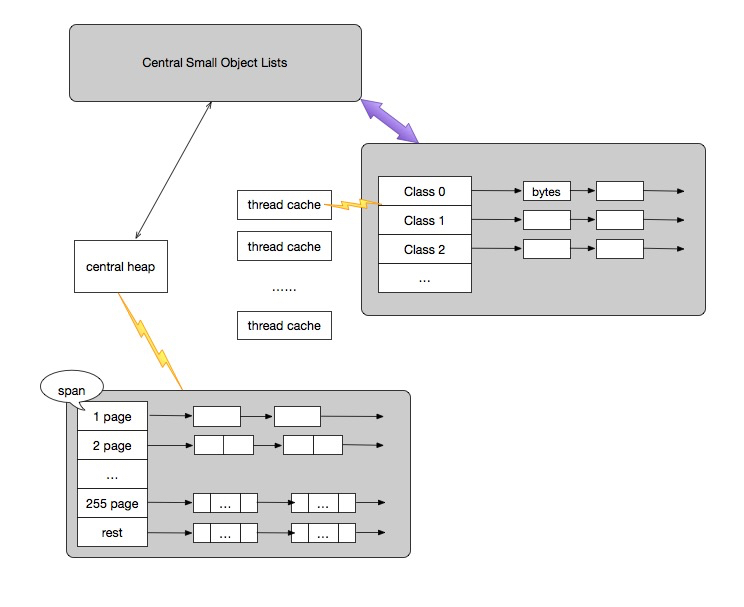 Central Small Object Lists
thread cache
thread cache
......
thread cache
Class 0
bytes
Class 1
Class 2
...
central heap
span
1 page
2 page
...
255 page
...
...
rest
...
...